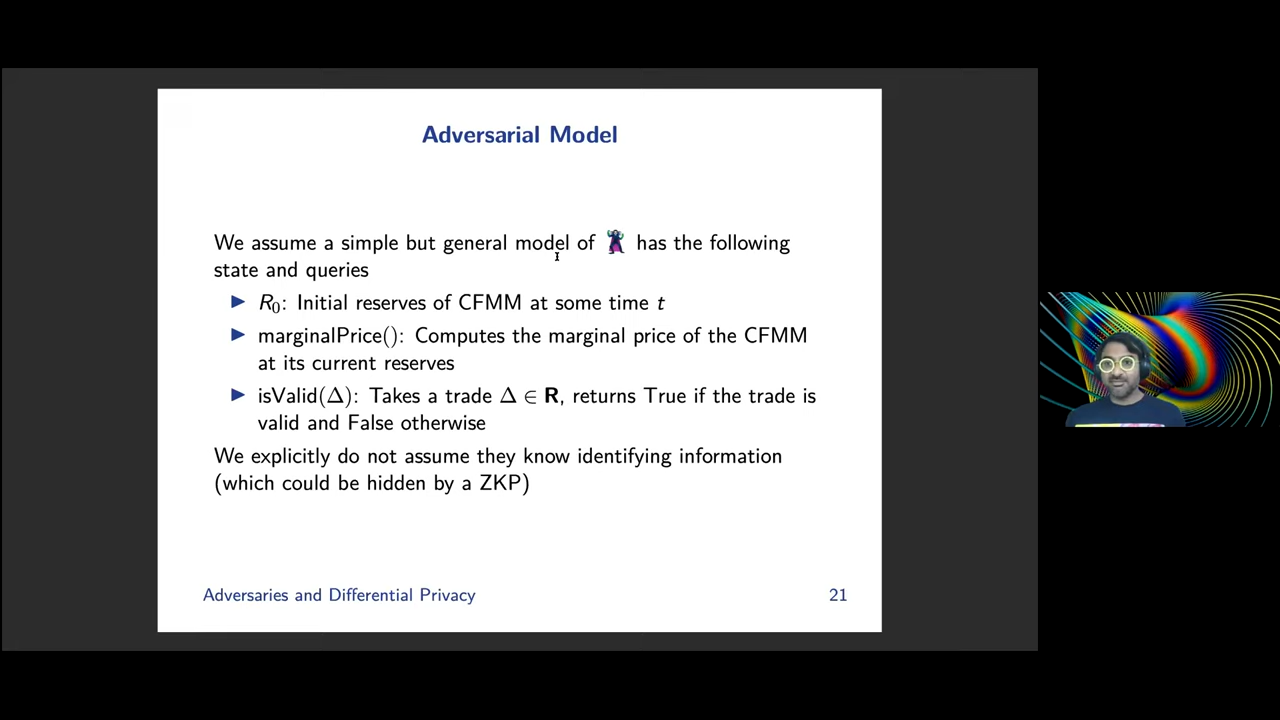 Adversarial Model
We assume a simple but general model of 🦹 has the following
state and queries
▶ R₀: Initial reserves of CFMM at some time t
▶ marginalPrice(): Computes the marginal price of the CFMM
at its current reserves
▶ isValid(Δ): Takes a trade Δ ∈ R, returns True if the trade is
valid and False otherwise
We explicitly do not assume they know identifying information
(which could be hidden by a ZKP)
Adversaries and Differential Privacy
21